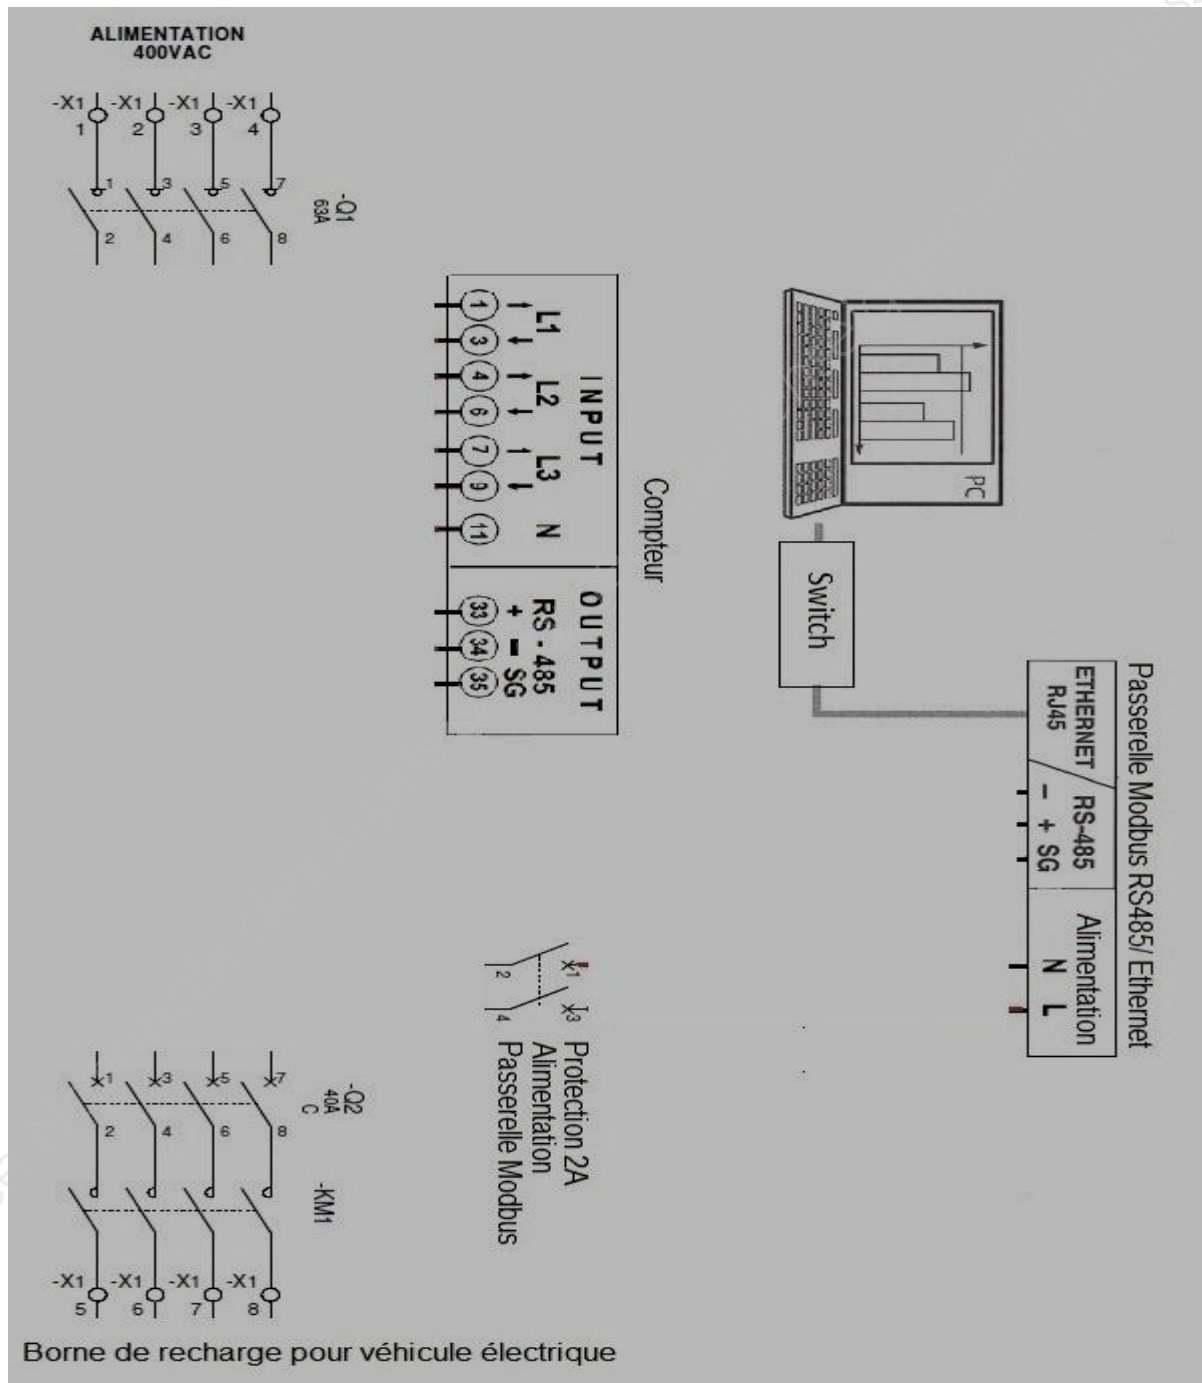 ALIMENTATION
400VAC
-X1 -X1 -X1 -X1
1 2 3 4
1 3 5 7
-Q1
63A
2 4 6 8
Compteur
INPUT
L1
1
3
L2
4
6
L3
7
9
N
11
OUTPUT
RS - 485
+ - SG
33
34
35
PC
Switch
Passerelle Modbus RS485/ Ethernet
ETHERNET
RJ45
RS-485
- + SG
Alimentation
N L
1
3
2
4
Protection 2A
Alimentation
Passerelle Modbus
1 3 5 7
-Q2
40A
C
2 4 6 8
-KM1
-X1 -X1 -X1 -X1
5 6 7 8
Borne de recharge pour véhicule électrique